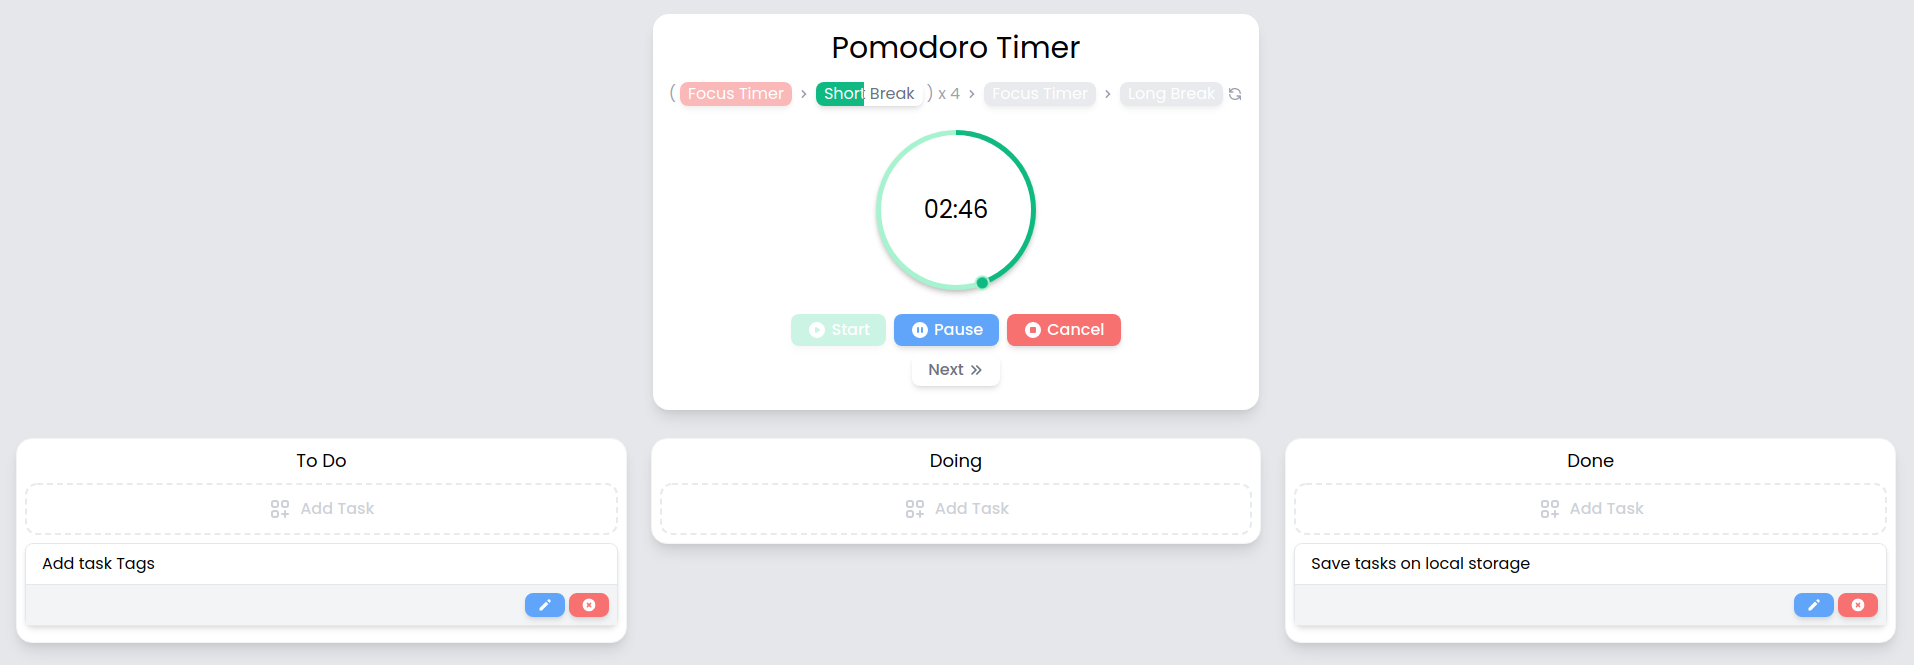 Pomodoro Timer
( Focus Timer > Short Break ) x 4 > Focus Timer > Long Break
02:46
Start Pause Cancel
Next »
To Do
Add Task
Add task Tags
Doing
Add Task
Done
Add Task
Save tasks on local storage